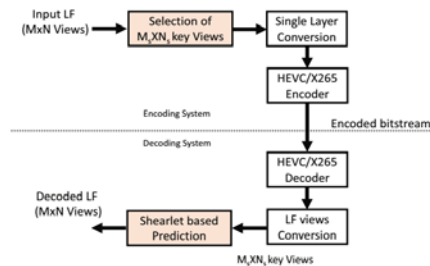 Input LF
(MxN Views)
Selection of
MsXNs key Views
Single Layer
Conversion
HEVC/X265
Encoder
Encoding System
Encoded bitstream
Decoding System
HEVC/X265
Decoder
Decoded LF
(MxN Views)
Shearlet based
Prediction
LF views
Conversion
MsXNs key Views